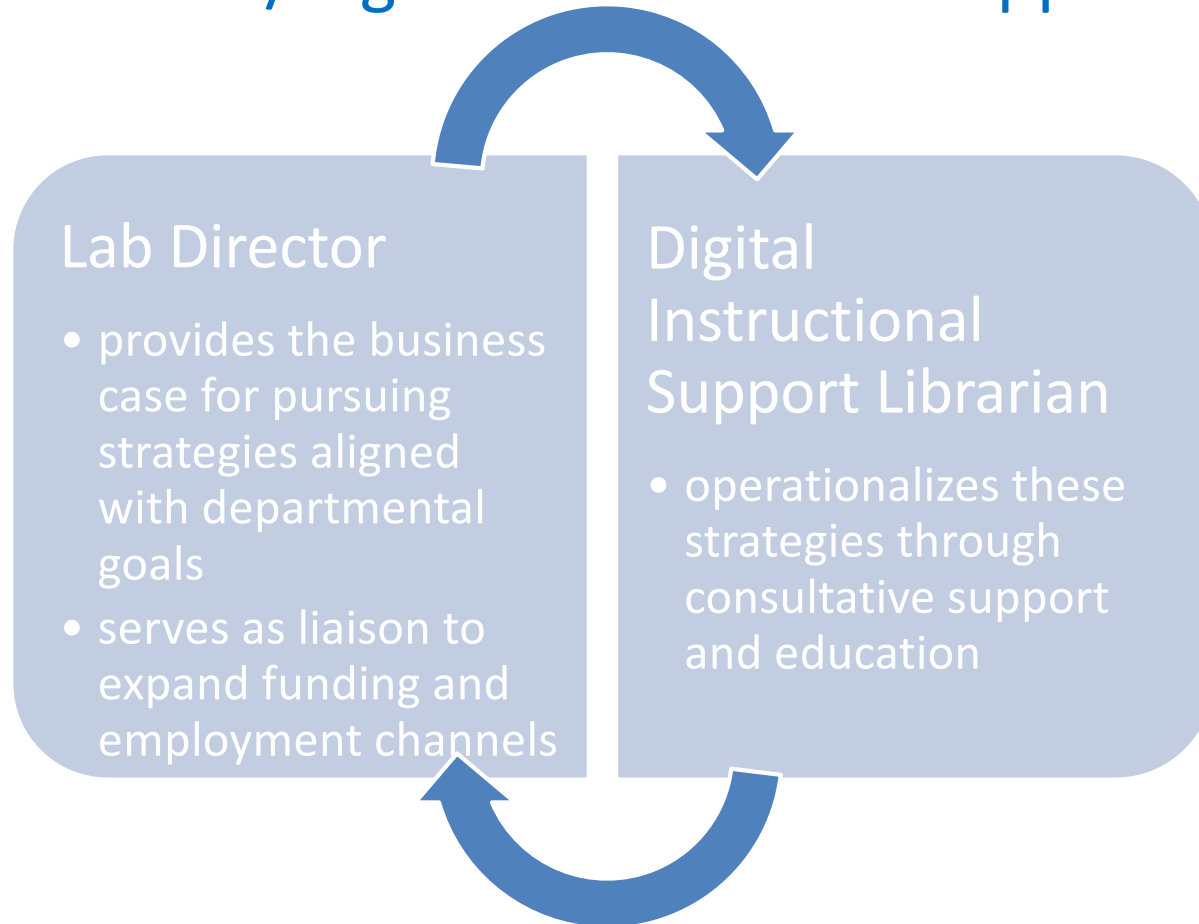 Lab Director
• provides the business
case for pursuing
strategies aligned
with departmental
goals
• serves as liaison to
expand funding and
employment channels
Digital
Instructional
Support Librarian
• operationalizes these
strategies through
consultative support
and education